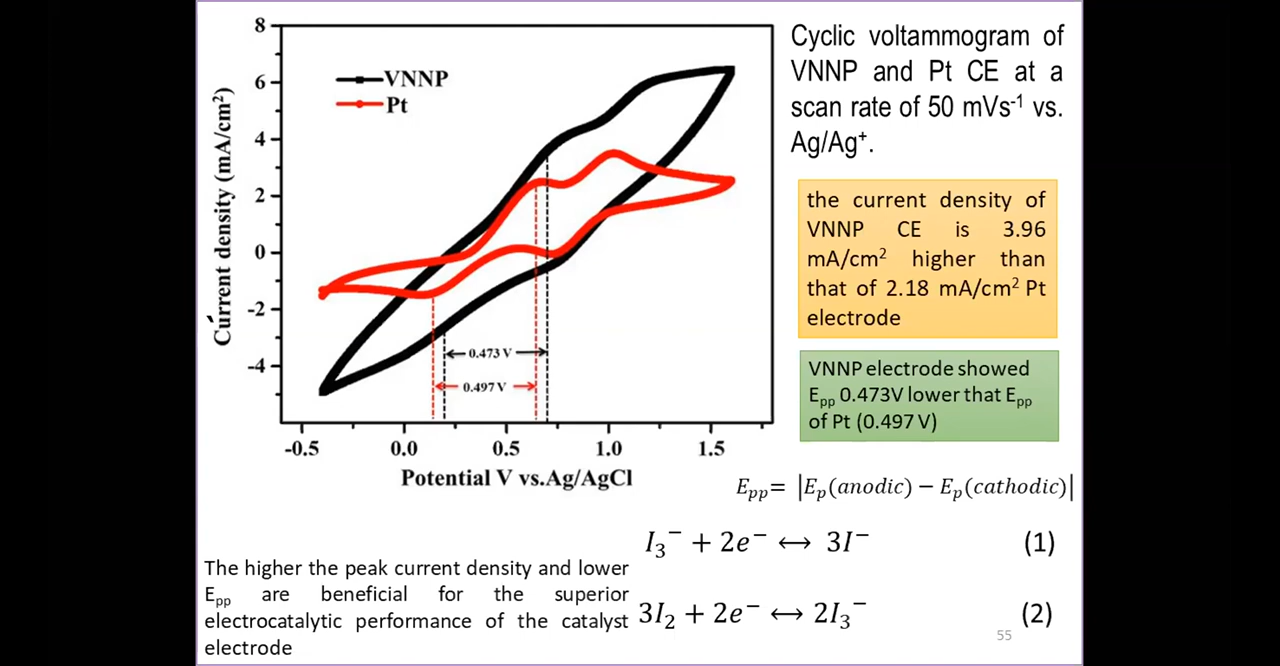 Cyclic voltammogram of
VNNP and Pt CE at a
scan rate of 50 mVs⁻¹ vs.
Ag/Ag⁺.
8
6
4
2
0
-2
-4
Current density (mA/cm²)
VNNP
Pt
0.473 V
0.497 V
-0.5 0.0 0.5 1.0 1.5
Potential V vs.Ag/AgCl
the current density of
VNNP CE is 3.96
mA/cm² higher than
that of 2.18 mA/cm² Pt
electrode
VNNP electrode showed
Epp 0.473V lower that Epp
of Pt (0.497 V)
Epp= |Ep(anodic) − Ep(cathodic)|
I₃⁻ + 2e⁻ ↔ 3I⁻ (1)
3I₂ + 2e⁻ ↔ 2I₃⁻ (2)
The higher the peak current density and lower
Epp are beneficial for the superior
electrocatalytic performance of the catalyst
electrode
55